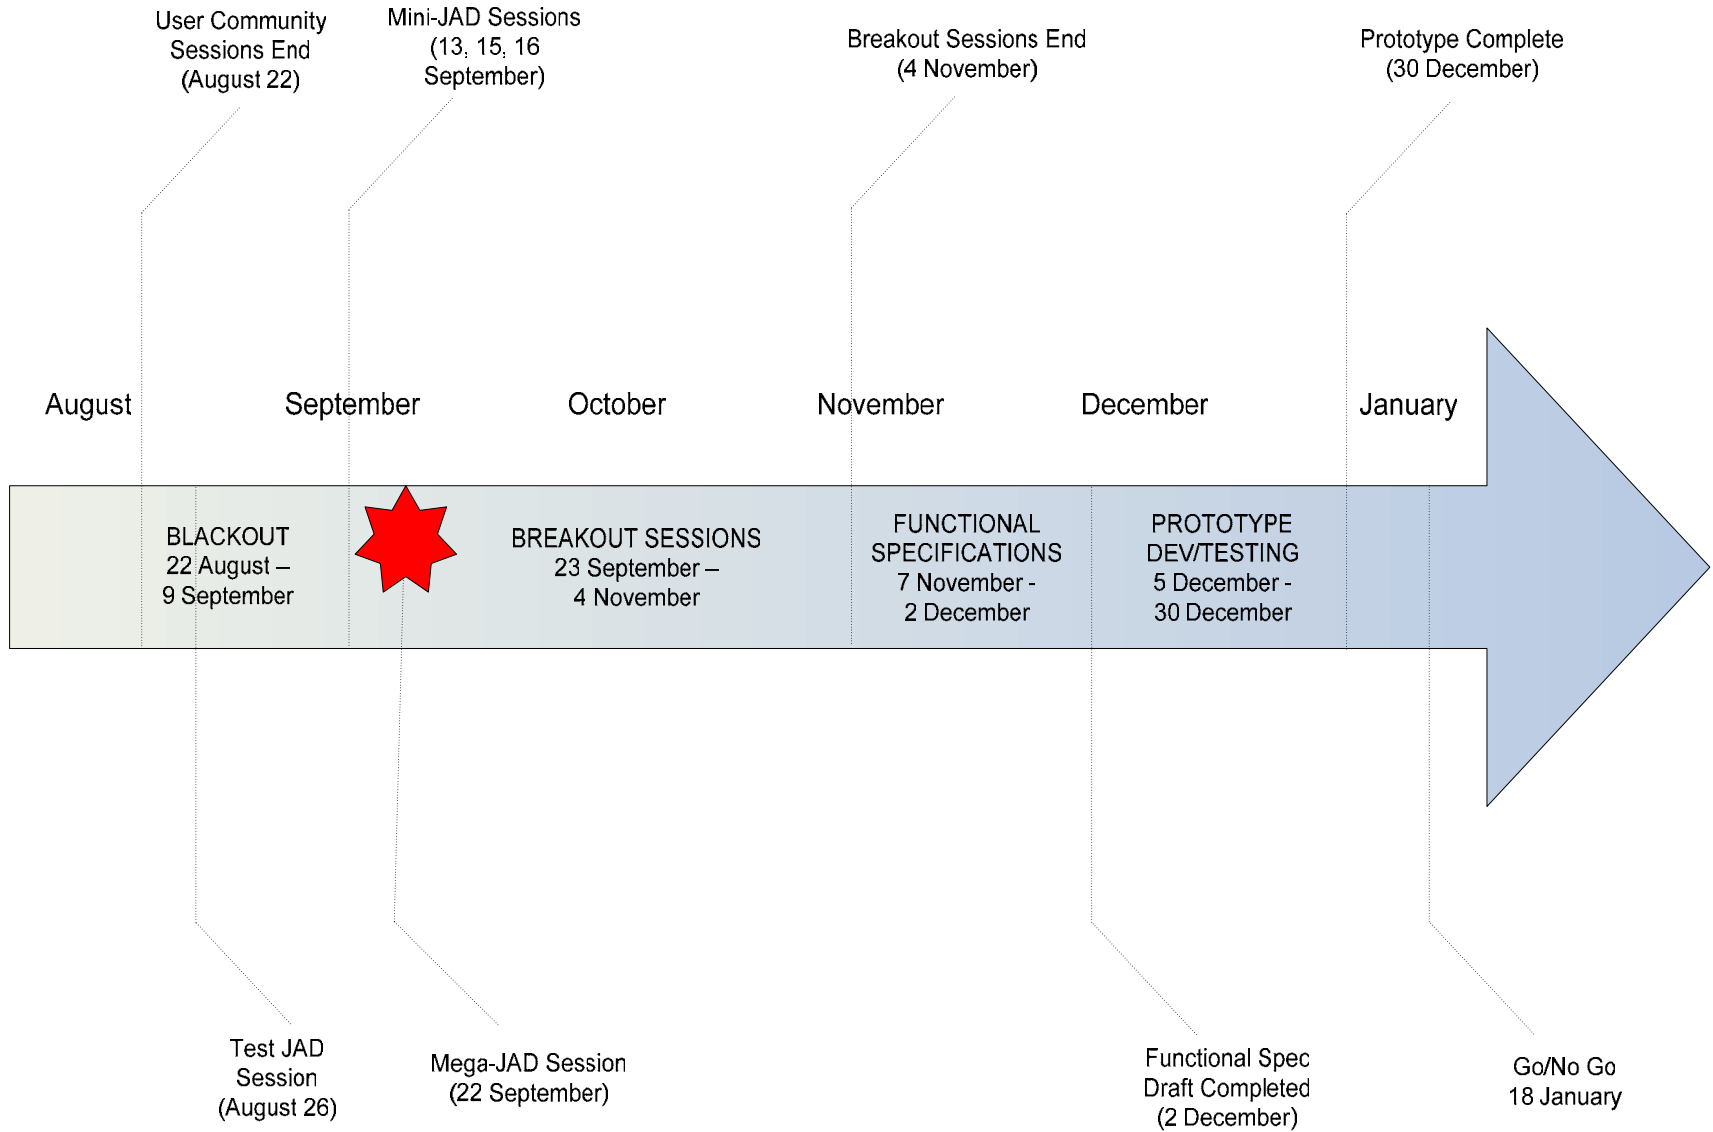 User Community
Sessions End
(August 22)
Mini-JAD Sessions
(13, 15, 16
September)
Breakout Sessions End
(4 November)
Prototype Complete
(30 December)
August
September
October
November
December
January
BLACKOUT
22 August –
9 September
BREAKOUT SESSIONS
23 September –
4 November
FUNCTIONAL
SPECIFICATIONS
7 November -
2 December
PROTOTYPE
DEV/TESTING
5 December -
30 December
Test JAD
Session
(August 26)
Mega-JAD Session
(22 September)
Functional Spec
Draft Completed
(2 December)
Go/No Go
18 January